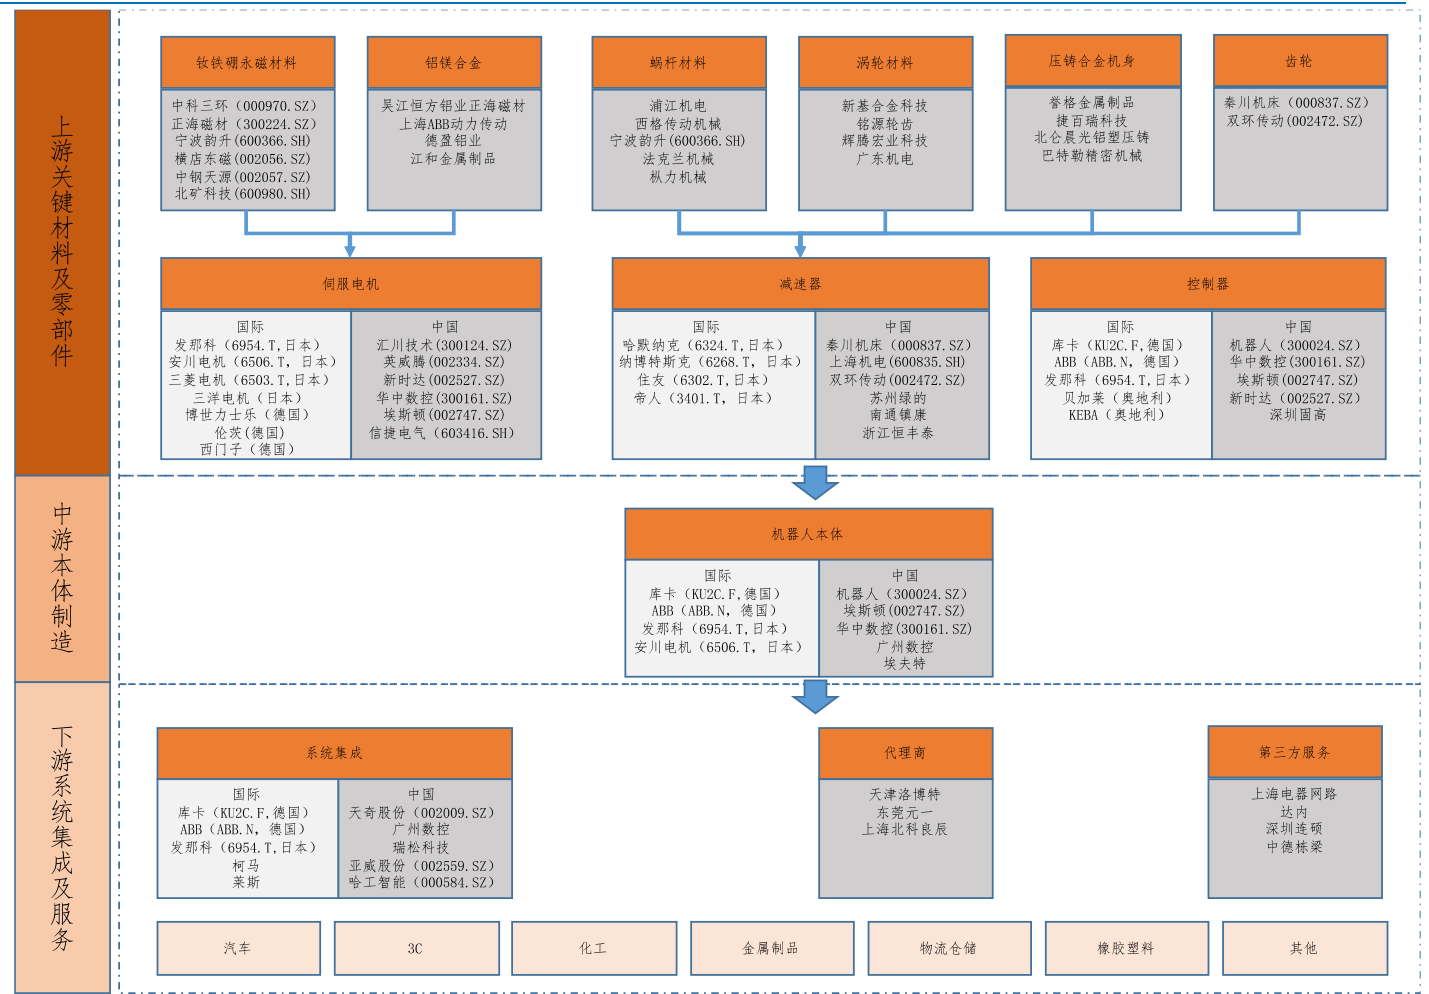 上游关键材料及零部件
钕铁硼永磁材料
中科三环（000970.SZ）
正海磁材（300224.SZ）
宁波韵升(600366.SH)
横店东磁(002056.SZ)
中钢天源(002057.SZ)
北矿科技(600980.SH)
铝镁合金
吴江恒方铝业正海磁材
上海ABB动力传动
德盈铝业
江和金属制品
蜗杆材料
浦江机电
西格传动机械
宁波韵升(600366.SH)
法克兰机械
枞力机械
涡轮材料
新基合金科技
铭源轮齿
辉腾宏业科技
广东机电
压铸合金机身
誉格金属制品
捷百瑞科技
北仑晨光铝塑压铸
巴特勒精密机械
齿轮
秦川机床（000837.SZ）
双环传动(002472.SZ)
伺服电机
国际
发那科（6954.T,日本）
安川电机（6506.T，日本）
三菱电机（6503.T,日本）
三洋电机（日本）
博世力士乐（德国）
伦茨(德国)
西门子（德国）
中国
汇川技术(300124.SZ)
英威腾(002334.SZ)
新时达(002527.SZ)
华中数控(300161.SZ)
埃斯顿(002747.SZ)
信捷电气（603416.SH）
减速器
国际
哈默纳克（6324.T,日本）
纳博特斯克（6268.T，日本）
住友（6302.T,日本）
帝人（3401.T，日本）
中国
秦川机床（000837.SZ）
上海机电(600835.SH)
双环传动(002472.SZ)
苏州绿的
南通镇康
浙江恒丰泰
控制器
国际
库卡（KU2C.F,德国）
ABB（ABB.N，德国）
发那科（6954.T,日本）
贝加莱（奥地利）
KEBA（奥地利）
中国
机器人（300024.SZ）
华中数控(300161.SZ)
埃斯顿(002747.SZ)
新时达（002527.SZ）
深圳固高
中游本体制造
机器人本体
国际
库卡（KU2C.F,德国）
ABB（ABB.N，德国）
发那科（6954.T,日本）
安川电机（6506.T，日本）
中国
机器人（300024.SZ）
埃斯顿(002747.SZ)
华中数控(300161.SZ)
广州数控
埃夫特
下游系统集成及服务
系统集成
国际
库卡（KU2C.F,德国）
ABB（ABB.N，德国）
发那科（6954.T,日本）
柯马
莱斯
中国
天奇股份（002009.SZ）
广州数控
瑞松科技
亚威股份（002559.SZ）
哈工智能（000584.SZ）
代理商
天津洛博特
东莞元一
上海北科良辰
第三方服务
上海电器网路
达内
深圳连硕
中德栋梁
汽车
3C
化工
金属制品
物流仓储
橡胶塑料
其他